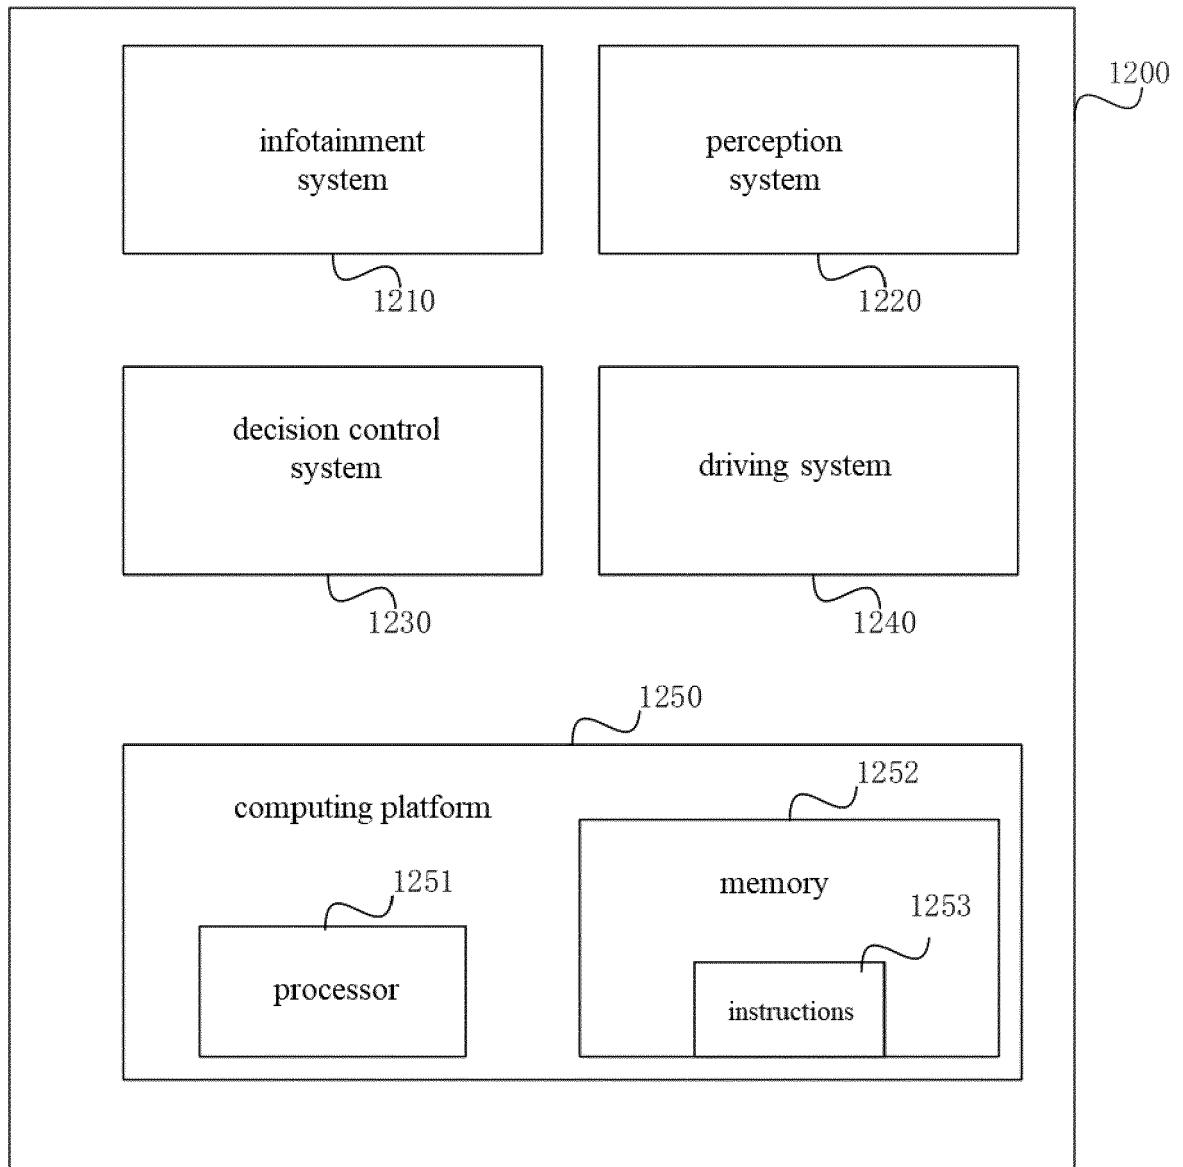 1200
infotainment
system
perception
system
1210
1220
decision control
system
driving system
1230
1240
1250
computing platform
1252
memory
1251
1253
processor
instructions